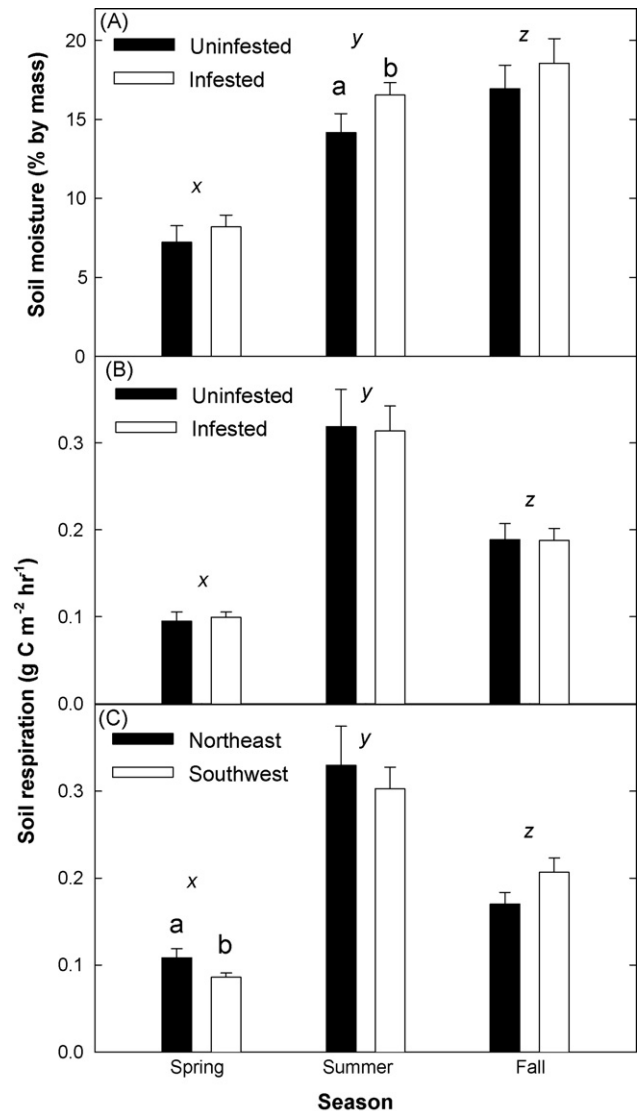 (A)
Uninfested
Infested
y
z
a
b
x
20
15
10
5
0
Soil moisture (% by mass)
(B)
Uninfested
Infested
y
z
x
0.3
0.2
0.1
0.0
(C)
Northeast
Southwest
y
z
x
a
b
0.3
0.2
0.1
0.0
Soil respiration (g C m⁻² hr⁻¹)
Spring Summer Fall
Season